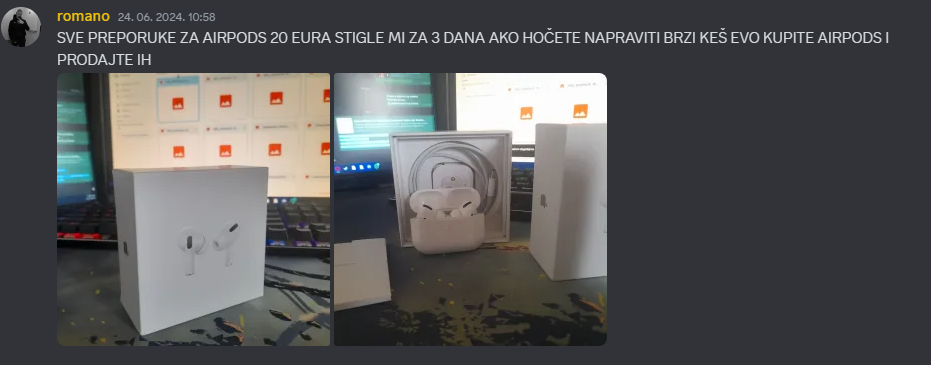 romano 24. 06. 2024. 10:58
SVE PREPORUKE ZA AIRPODS 20 EURA STIGLE MI ZA 3 DANA AKO HOČETE NAPRAVITI BRZI KEŠ EVO KUPITE AIRPODS I
PRODAJTE IH